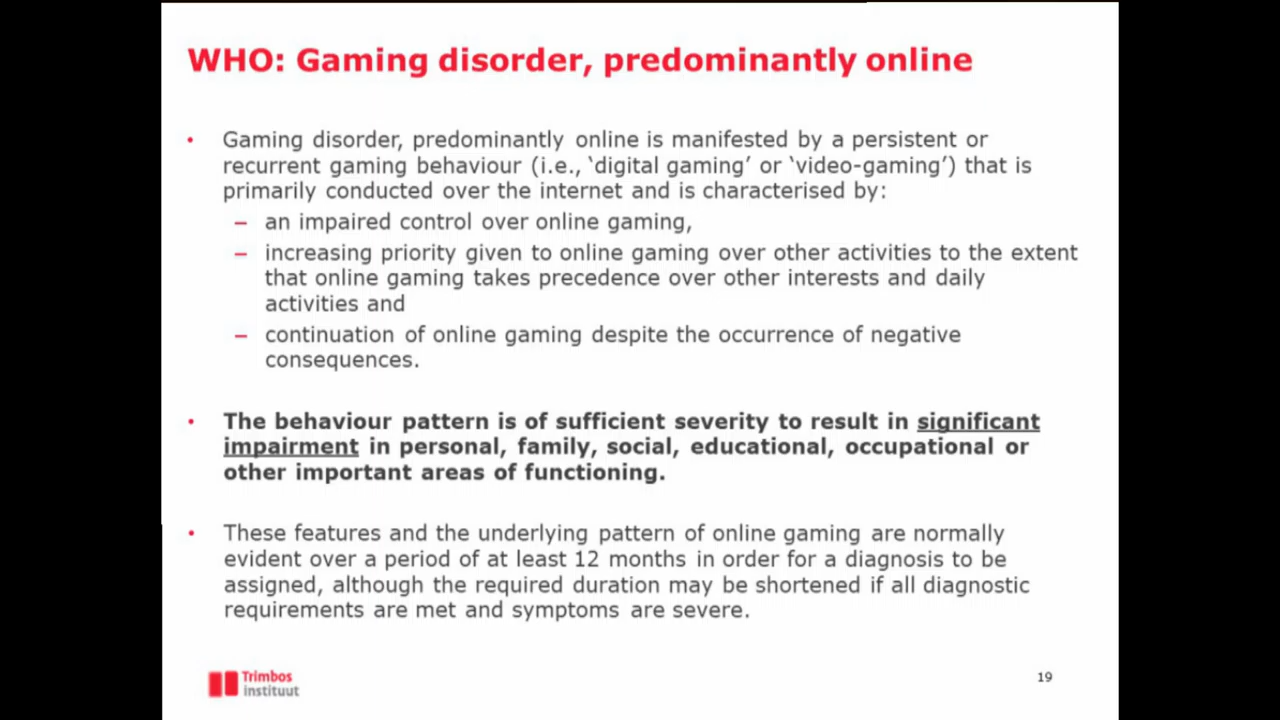 WHO: Gaming disorder, predominantly online
• Gaming disorder, predominantly online is manifested by a persistent or
recurrent gaming behaviour (i.e., ‘digital gaming’ or ‘video-gaming’) that is
primarily conducted over the internet and is characterised by:
– an impaired control over online gaming,
– increasing priority given to online gaming over other activities to the extent
that online gaming takes precedence over other interests and daily
activities and
– continuation of online gaming despite the occurrence of negative
consequences.
• The behaviour pattern is of sufficient severity to result in significant
impairment in personal, family, social, educational, occupational or
other important areas of functioning.
• These features and the underlying pattern of online gaming are normally
evident over a period of at least 12 months in order for a diagnosis to be
assigned, although the required duration may be shortened if all diagnostic
requirements are met and symptoms are severe.
Trimbos
instituut
19